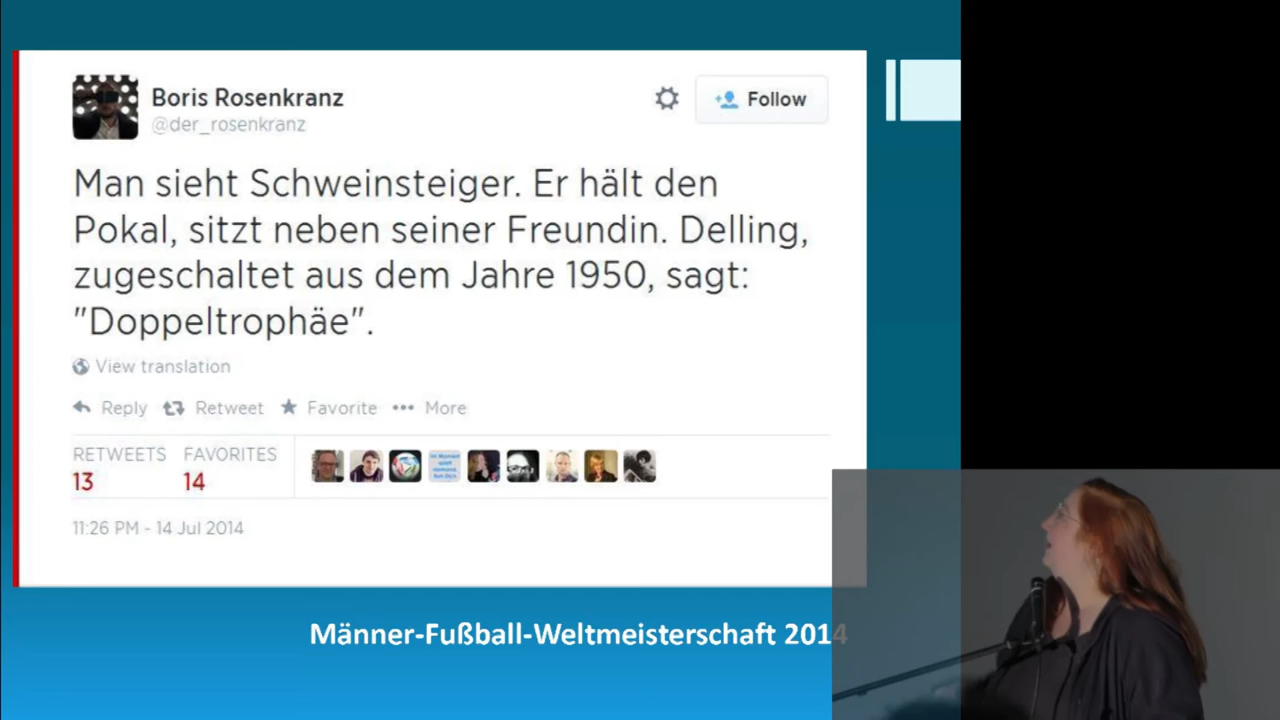 Boris Rosenkranz
@der_rosenkranz
Follow
Man sieht Schweinsteiger. Er hält den
Pokal, sitzt neben seiner Freundin. Delling,
zugeschaltet aus dem Jahre 1950, sagt:
"Doppeltrophäe".
View translation
Reply Retweet Favorite More
RETWEETS FAVORITES
13 14
11:26 PM - 14 Jul 2014
Männer-Fußball-Weltmeisterschaft 2014